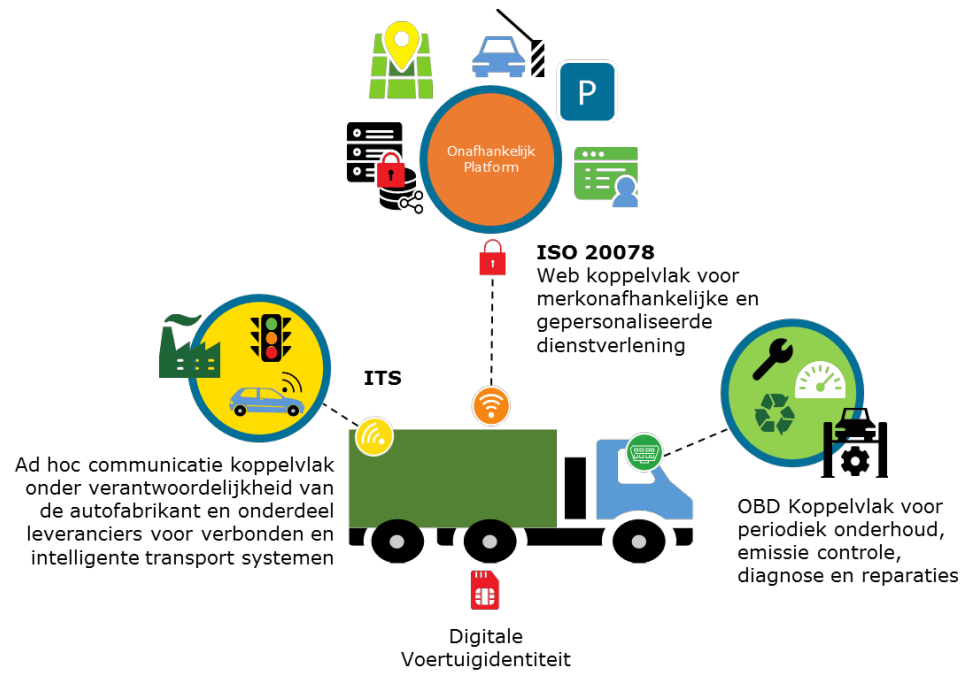 P
Onafhankelijk
Platform
ISO 20078
Web koppelvlak voor
merkonafhankelijke en
gepersonaliseerde
dienstverlening
ITS
Ad hoc communicatie koppelvlak
onder verantwoordelijkheid van
de autofabrikant en onderdeel
leveranciers voor verbonden en
intelligente transport systemen
OBD Koppelvlak voor
periodiek onderhoud,
emissie controle,
diagnose en reparaties
Digitale
Voertuigidentiteit